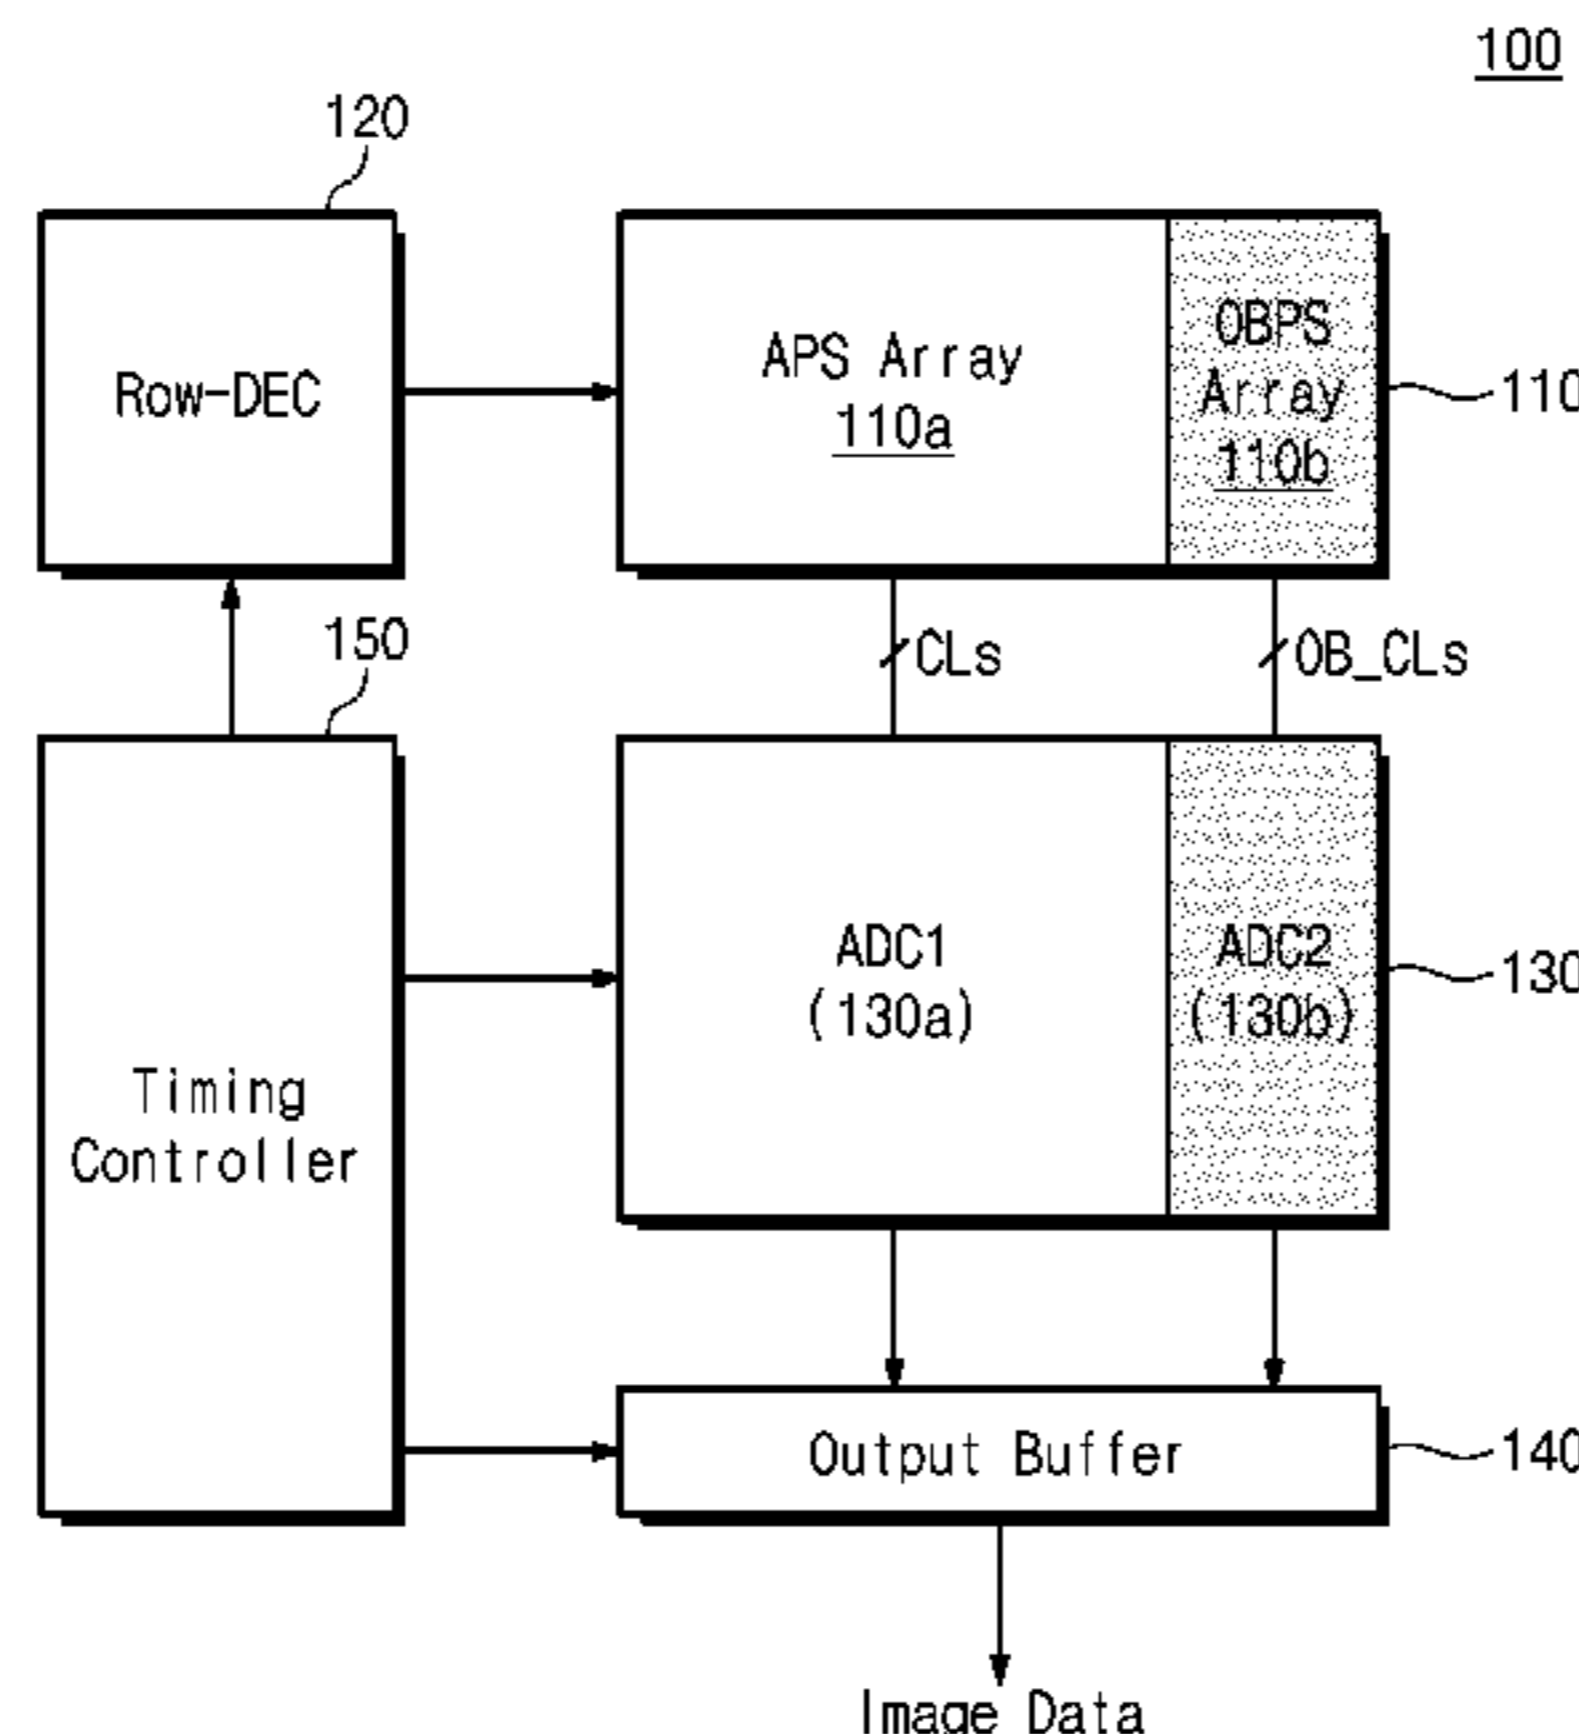 100
120
Row-DEC
APS Array
110a
OBPS
Array
110b
110
150
CLs
OB_CLs
Timing
Controller
ADC1
(130a)
ADC2
(130b)
130
Output Buffer
140
Image Data